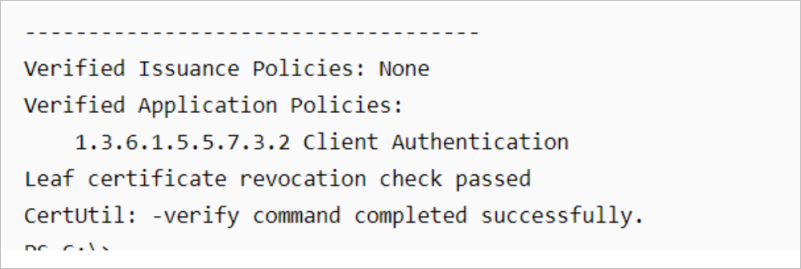 ------------------------------------
Verified Issuance Policies: None
Verified Application Policies:
    1.3.6.1.5.5.7.3.2 Client Authentication
Leaf certificate revocation check passed
CertUtil: -verify command completed successfully.
PS C:\>